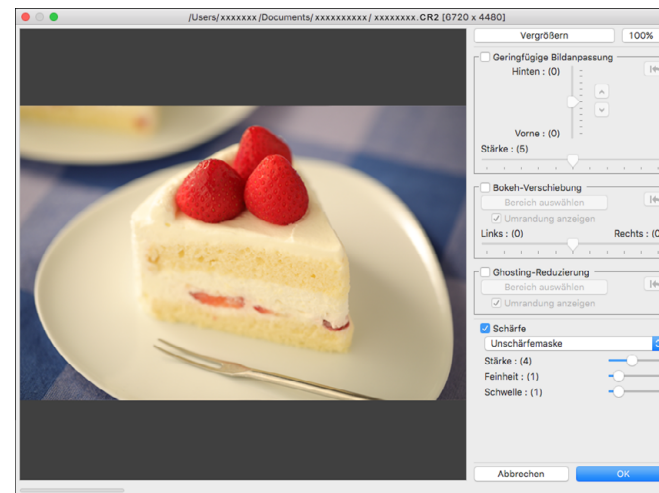 /Users/xxxxxxx/Documents/xxxxxxxxxx/ xxxxxxxx.CR2 [6720 x 4480]
Vergrößern 100%
Geringfügige Bildanpassung
Hinten : (0)
Vorne : (0)
Stärke : (5)
Bokeh-Verschiebung
Bereich auswählen
Umrandung anzeigen
Links : (0) Rechts : (0
Ghosting-Reduzierung
Bereich auswählen
Umrandung anzeigen
Schärfe
Unschärfemaske
Stärke : (4)
Feinheit : (1)
Schwelle : (1)
Abbrechen OK